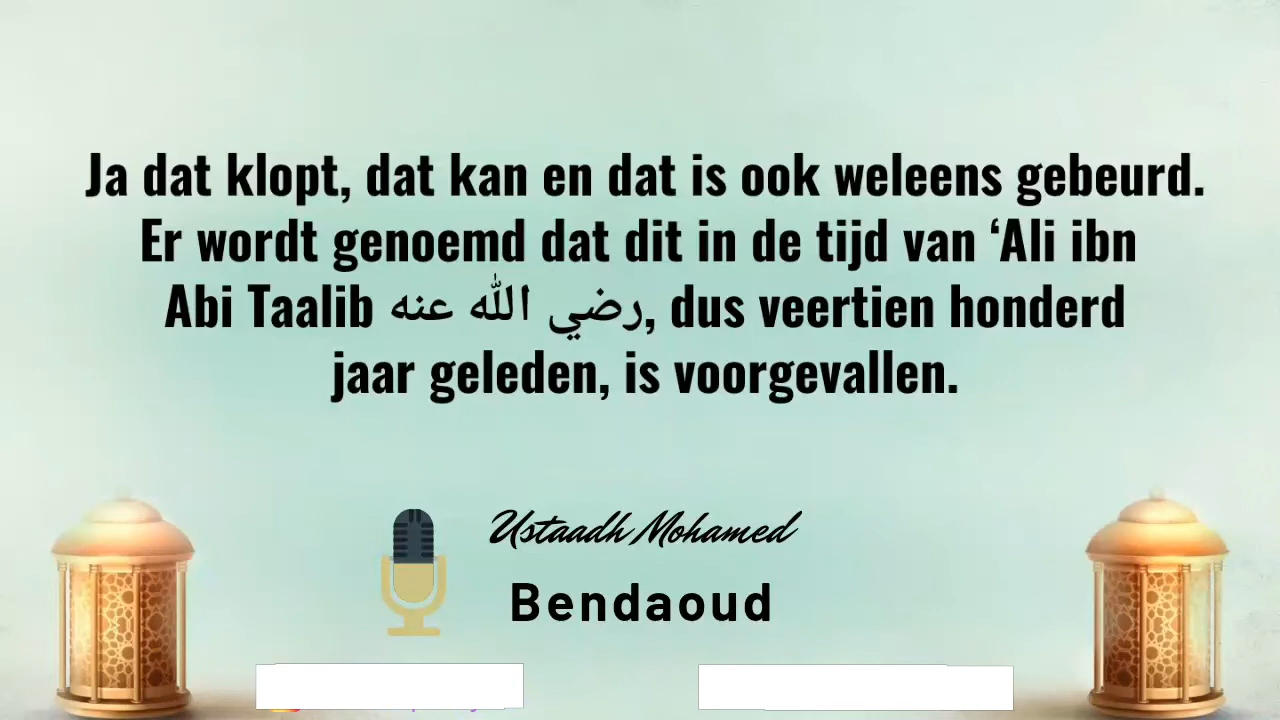 Ja dat klopt, dat kan en dat is ook weleens gebeurd.
Er wordt genoemd dat dit in de tijd van ‘Ali ibn
Abi Taalib رضي الله عنه, dus veertien honderd
jaar geleden, is voorgevallen.
Ustaadh Mohamed
Bendaoud